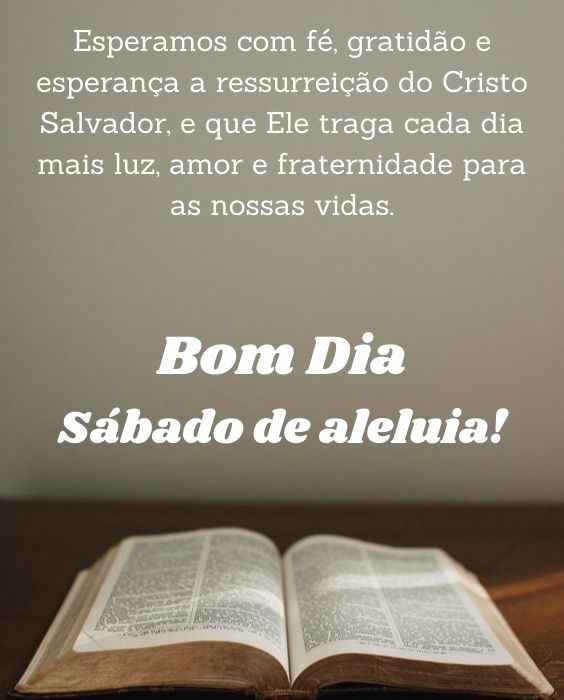 Esperamos com fé, gratidão e
esperança a ressurreição do Cristo
Salvador, e que Ele traga cada dia
mais luz, amor e fraternidade para
as nossas vidas.
Bom Dia
Sábado de aleluia!